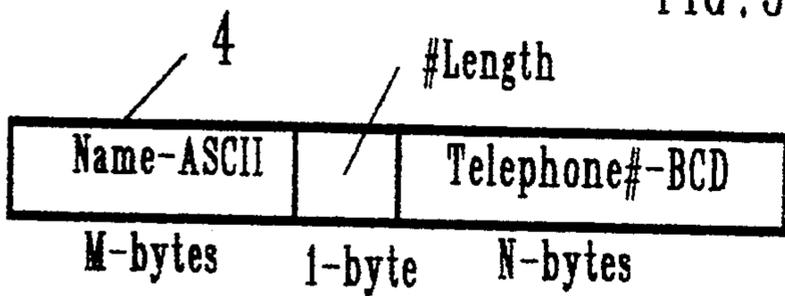 4
#Length
Name-ASCII
Telephone#-BCD
M-bytes 1-byte N-bytes